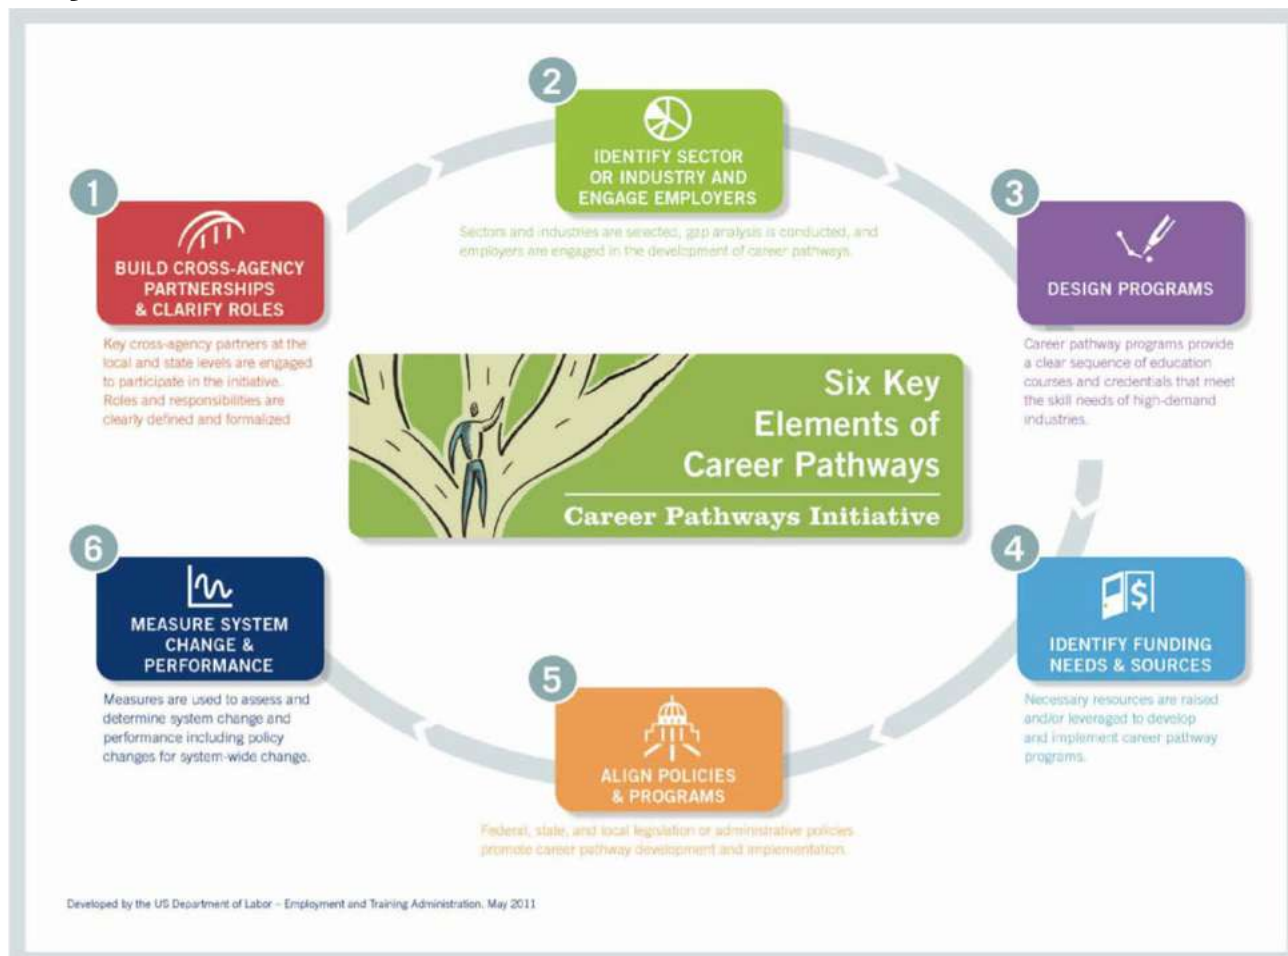 1
BUILD CROSS-AGENCY
PARTNERSHIPS
& CLARIFY ROLES
Key cross-agency partners at the
local and state levels are engaged
to participate in the initiative.
Roles and responsibilities are
clearly defined and formalized
2
IDENTIFY SECTOR
OR INDUSTRY AND
ENGAGE EMPLOYERS
Sectors and industries are selected, gap analysis is conducted, and
employers are engaged in the development of career pathways.
3
DESIGN PROGRAMS
Career pathway programs provide
a clear sequence of education
courses and credentials that meet
the skill needs of high-demand
industries.
Six Key
Elements of
Career Pathways
Career Pathways Initiative
4
$
IDENTIFY FUNDING
NEEDS & SOURCES
Necessary resources are raised
and/or leveraged to develop
and implement career pathway
programs.
5
ALIGN POLICIES
& PROGRAMS
Federal, state, and local legislation or administrative policies
promote career pathway development and implementation.
6
MEASURE SYSTEM
CHANGE &
PERFORMANCE
Measures are used to assess and
determine system change and
performance including policy
changes for system-wide change.
Developed by the US Department of Labor – Employment and Training Administration. May 2011